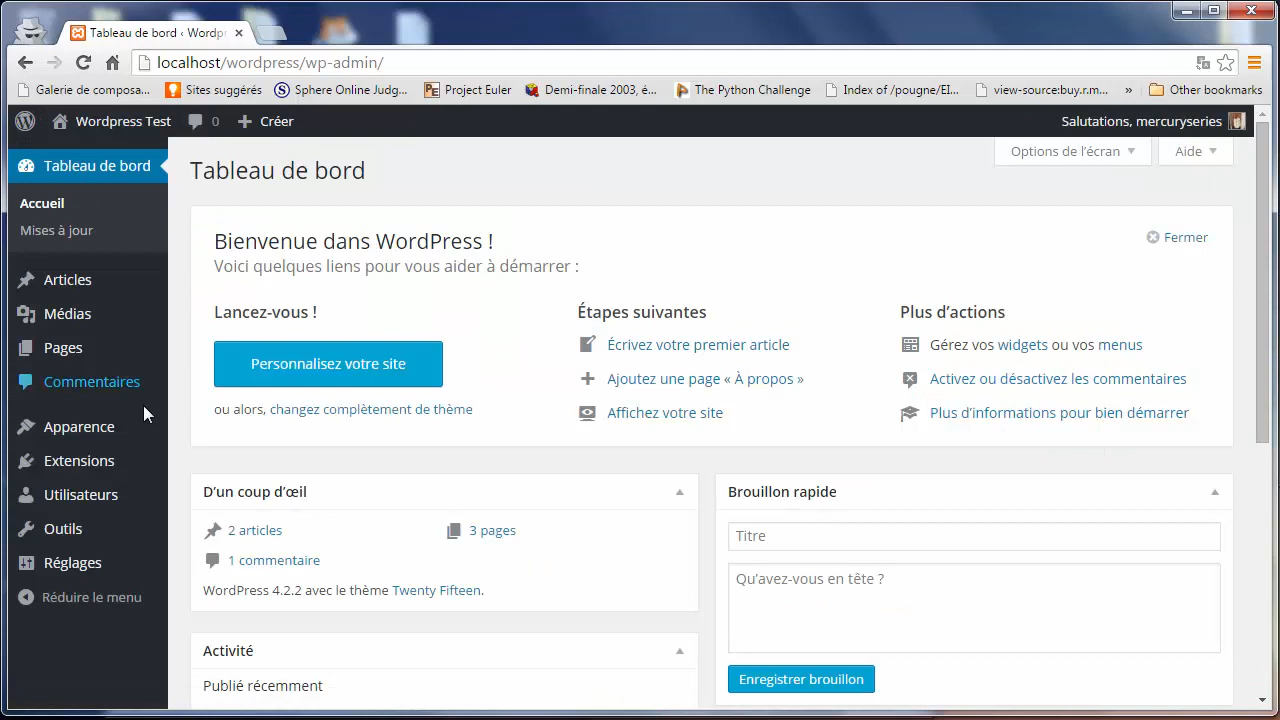 Tableau de bord ‹ Wordpr
localhost/wordpress/wp-admin/
Galerie de composa... Sites suggérés Sphere Online Judg... Project Euler Demi-finale 2003, é... The Python Challenge Index of /pougne/EI... view-source:buy.r.m... » Other bookmarks
Wordpress Test 0 Créer Salutations, mercuryseries
Tableau de bord
Accueil
Mises à jour
Articles
Médias
Pages
Commentaires
Apparence
Extensions
Utilisateurs
Outils
Réglages
Réduire le menu
Options de l’écran Aide
Tableau de bord
Bienvenue dans WordPress !
Fermer
Voici quelques liens pour vous aider à démarrer :
Lancez-vous !
Personnalisez votre site
ou alors, changez complètement de thème
Étapes suivantes
Écrivez votre premier article
Ajoutez une page « À propos »
Affichez votre site
Plus d’actions
Gérez vos widgets ou vos menus
Activez ou désactivez les commentaires
Plus d’informations pour bien démarrer
D’un coup d’œil
2 articles 3 pages
1 commentaire
WordPress 4.2.2 avec le thème Twenty Fifteen.
Activité
Publié récemment
Brouillon rapide
Titre
Qu’avez-vous en tête ?
Enregistrer brouillon